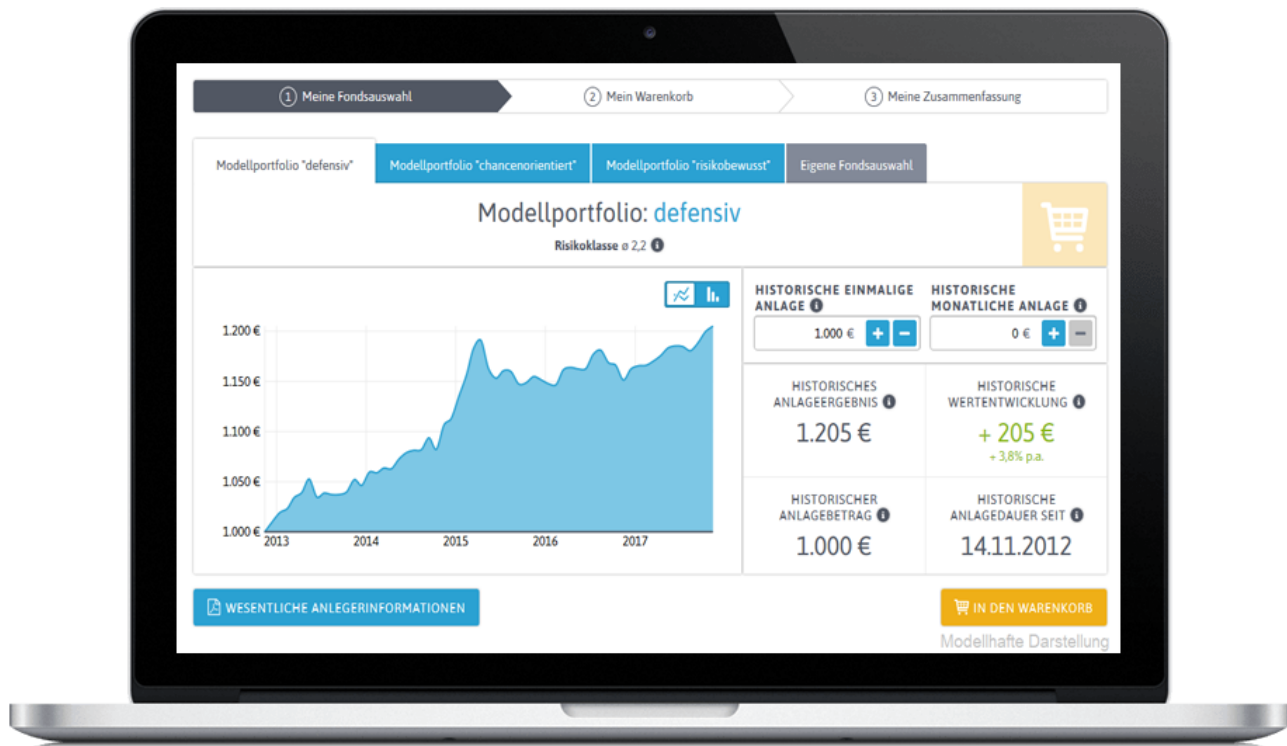 1 Meine Fondsauswahl
2 Mein Warenkorb
3 Meine Zusammenfassung
Modellportfolio "defensiv"
Modellportfolio "chancenorientiert"
Modellportfolio "risikobewusst"
Eigene Fondsauswahl
Modellportfolio: defensiv
Risikoklasse ø 2,2 i
1.200 €
1.150 €
1.100 €
1.050 €
1.000 €
2013 2014 2015 2016 2017
HISTORISCHE EINMALIGE
ANLAGE i
1.000 € + −
HISTORISCHE
MONATLICHE ANLAGE i
0 € + −
HISTORISCHES
ANLAGEERGEBNIS i
1.205 €
HISTORISCHE
WERTENTWICKLUNG i
+ 205 €
+ 3,8% p.a.
HISTORISCHER
ANLAGEBETRAG i
1.000 €
HISTORISCHE
ANLAGEDAUER SEIT i
14.11.2012
WESENTLICHE ANLEGERINFORMATIONEN
IN DEN WARENKORB
Modellhafte Darstellung